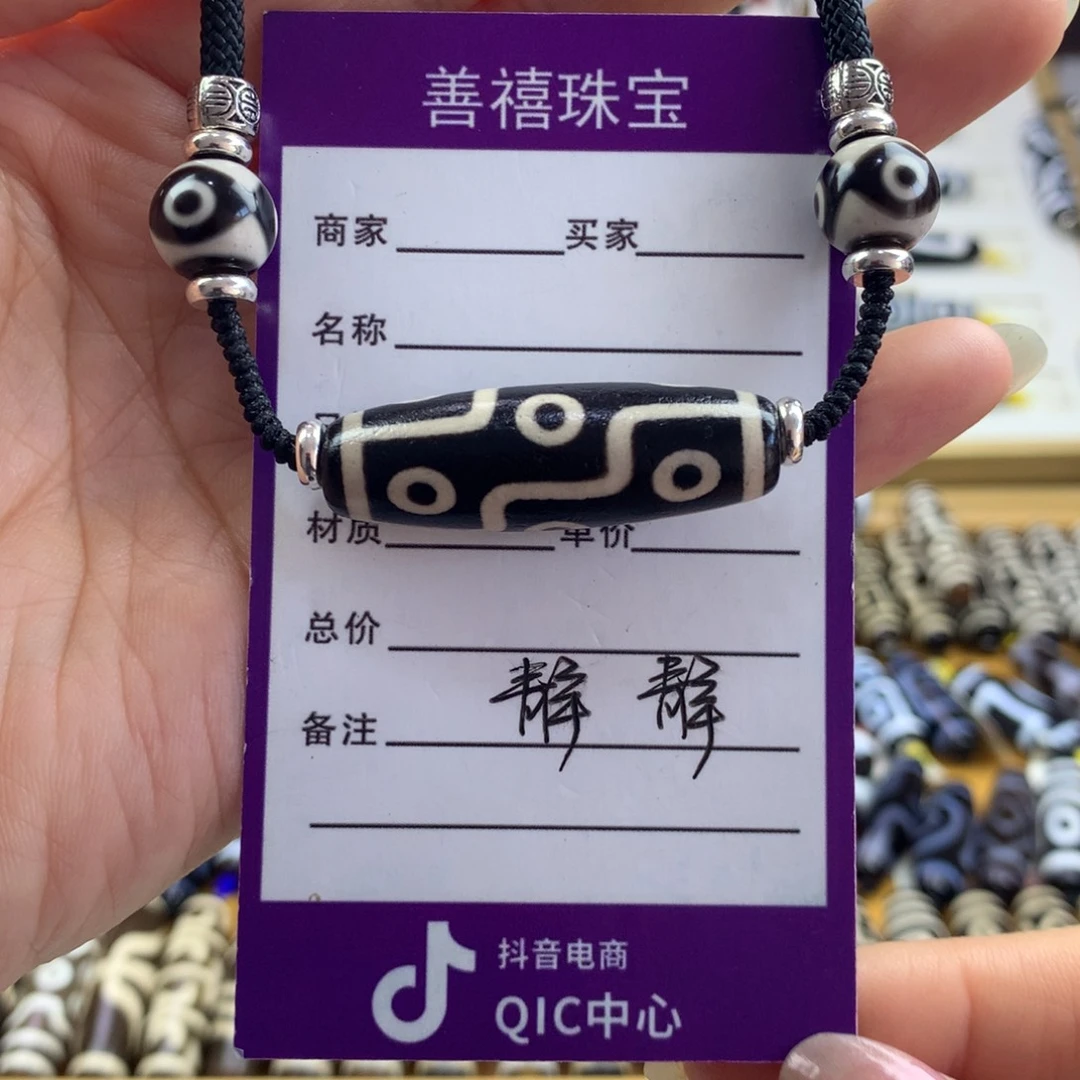 善禧珠宝
商家 买家
名称
材质 单价
总价
静 静
备注
抖音电商
QIC中心